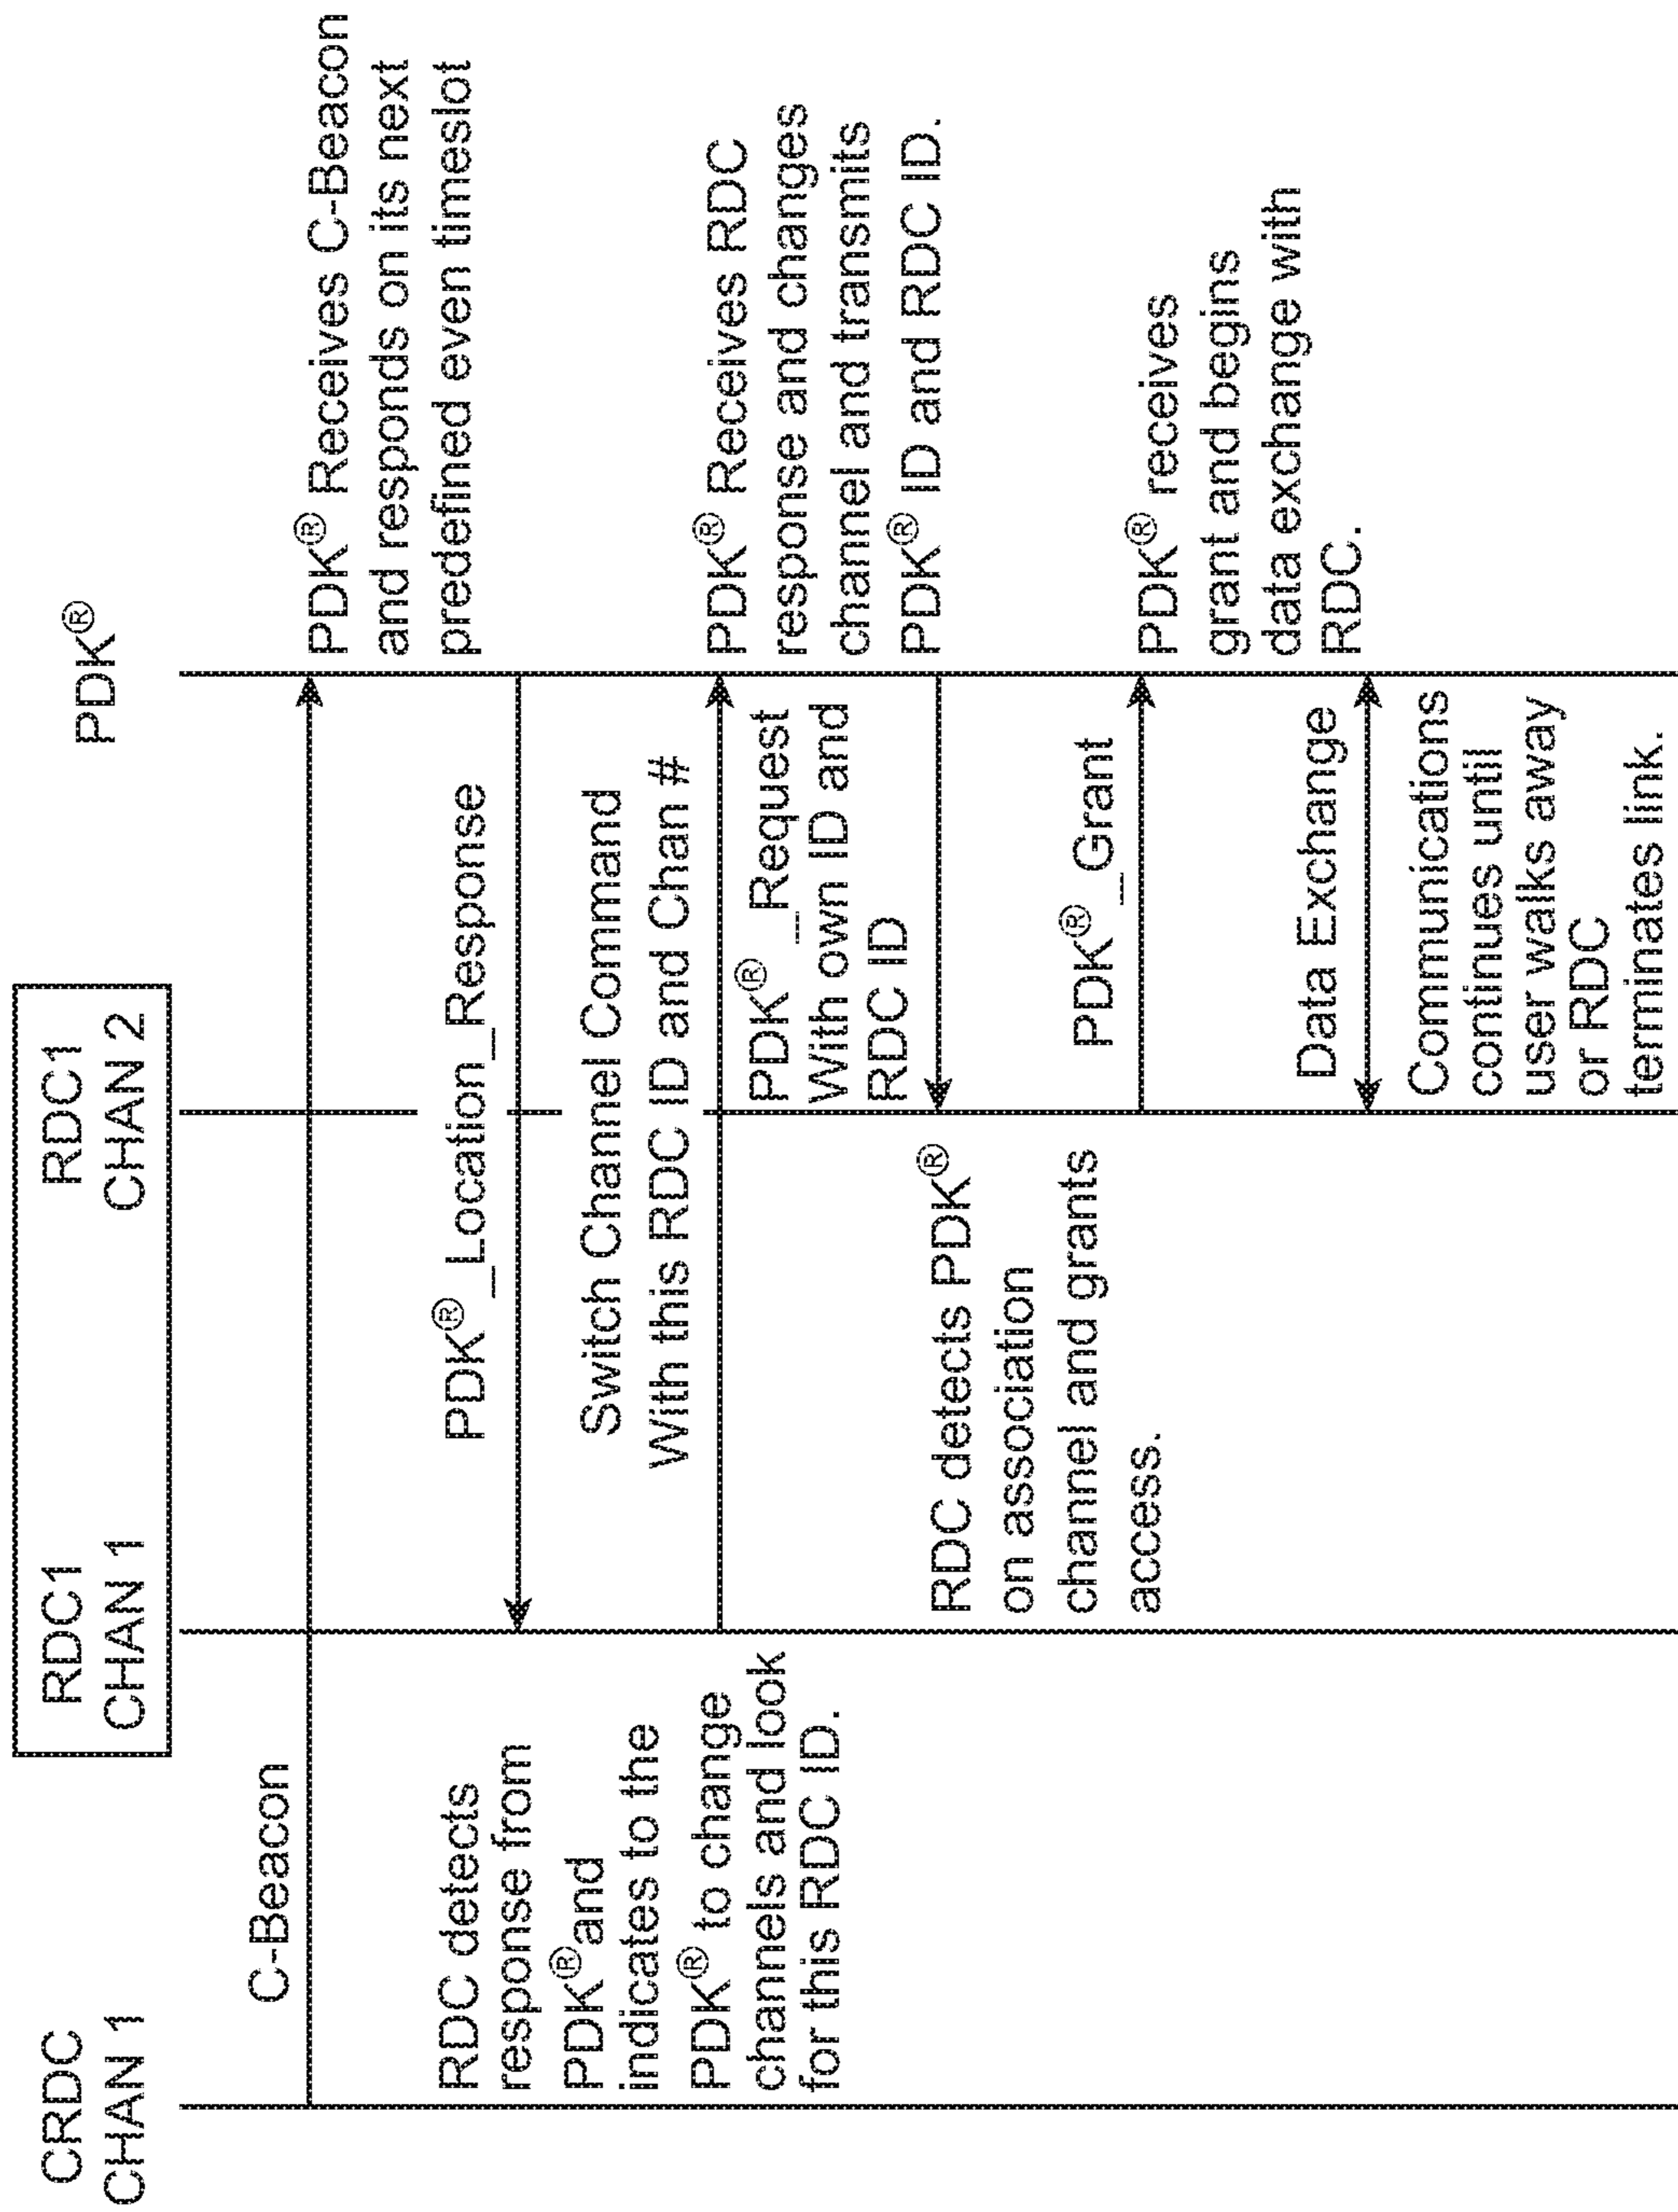 CRDC
CHAN 1
RDC1
CHAN 1
RDC1
CHAN 2
PDK®
C-Beacon
PDK® Receives C-Beacon
and responds on its next
predefined even timeslot
PDK®_Location_Response
RDC detects
response from
PDK® and
indicates to the
PDK® to change
channels and look
for this RDC ID.
Switch Channel Command
With this RDC ID and Chan #
PDK® Receives RDC
response and changes
channel and transmits
PDK® ID and RDC ID.
PDK®_Request
With own ID and
RDC ID
RDC detects PDK®
on association
channel and grants
access.
PDK®_Grant
PDK® receives
grant and begins
data exchange with
RDC.
Data Exchange
Communications
continues until
user walks away
or RDC
terminates link.